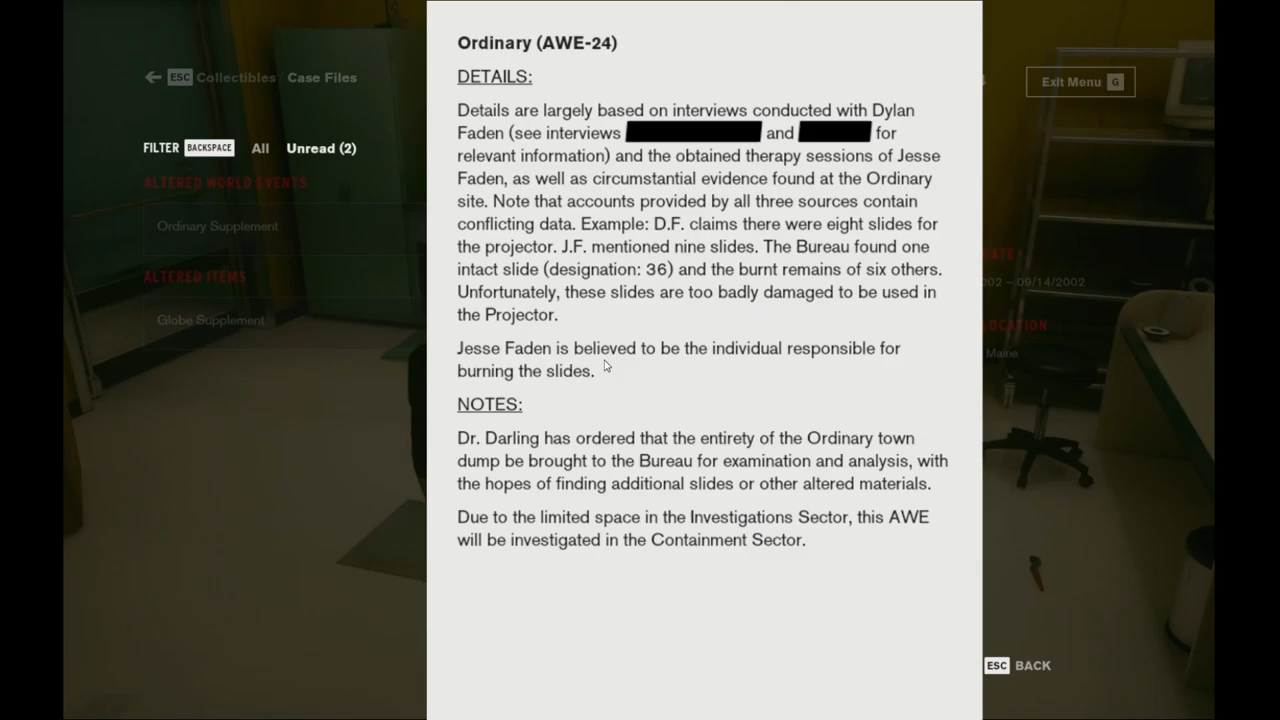 Ordinary (AWE-24)
DETAILS:
Details are largely based on interviews conducted with Dylan
Faden (see interviews and for
relevant information) and the obtained therapy sessions of Jesse
Faden, as well as circumstantial evidence found at the Ordinary
site. Note that accounts provided by all three sources contain
conflicting data. Example: D.F. claims there were eight slides for
the projector. J.F. mentioned nine slides. The Bureau found one
intact slide (designation: 36) and the burnt remains of six others.
Unfortunately, these slides are too badly damaged to be used in
the Projector.
Jesse Faden is believed to be the individual responsible for
burning the slides.
NOTES:
Dr. Darling has ordered that the entirety of the Ordinary town
dump be brought to the Bureau for examination and analysis, with
the hopes of finding additional slides or other altered materials.
Due to the limited space in the Investigations Sector, this AWE
will be investigated in the Containment Sector.
ESC Collectibles / Case Files
FILTER BACKSPACE All Unread (2)
ALTERED WORLD EVENTS
Ordinary Supplement
ALTERED ITEMS
Globe Supplement
Exit Menu G
002 – 09/14/2002
Maine
ESC BACK